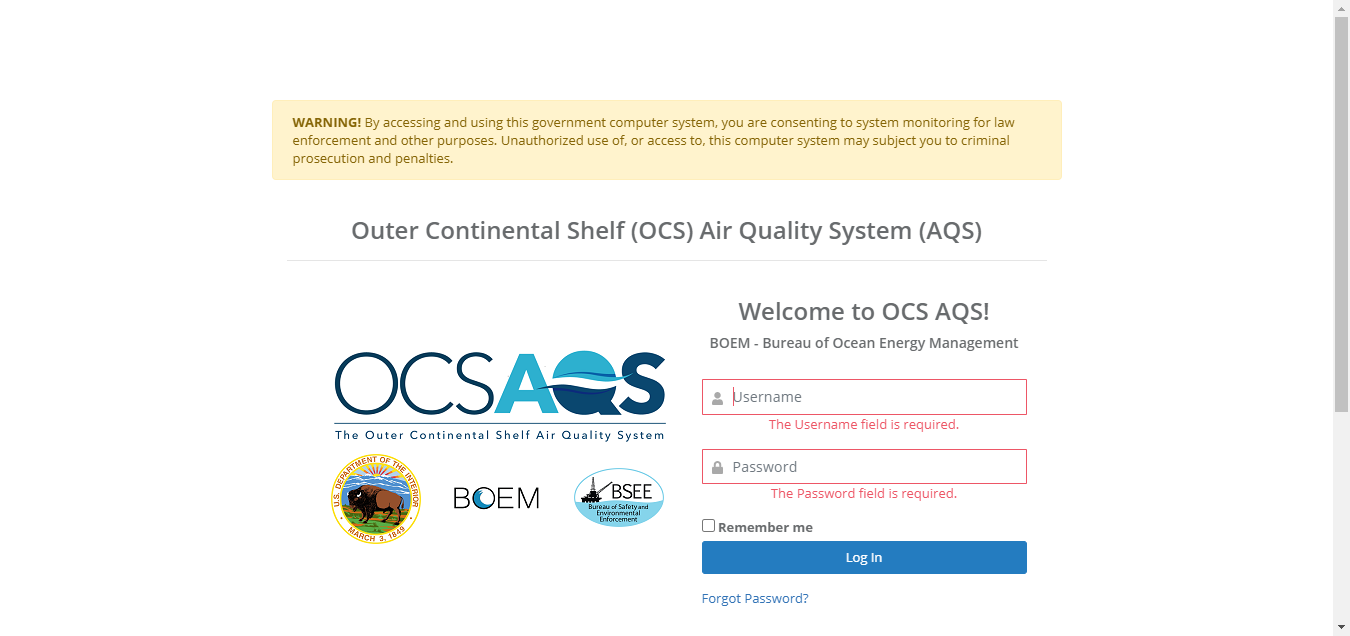 WARNING! By accessing and using this government computer system, you are consenting to system monitoring for law
enforcement and other purposes. Unauthorized use of, or access to, this computer system may subject you to criminal
prosecution and penalties.
Outer Continental Shelf (OCS) Air Quality System (AQS)
OCSAQS
The Outer Continental Shelf Air Quality System
U.S. DEPARTMENT OF THE INTERIOR
MARCH 3, 1849
BOEM
BSEE
Bureau of Safety and
Environmental
Enforcement
Welcome to OCS AQS!
BOEM - Bureau of Ocean Energy Management
Username
The Username field is required.
Password
The Password field is required.
Remember me
Log In
Forgot Password?